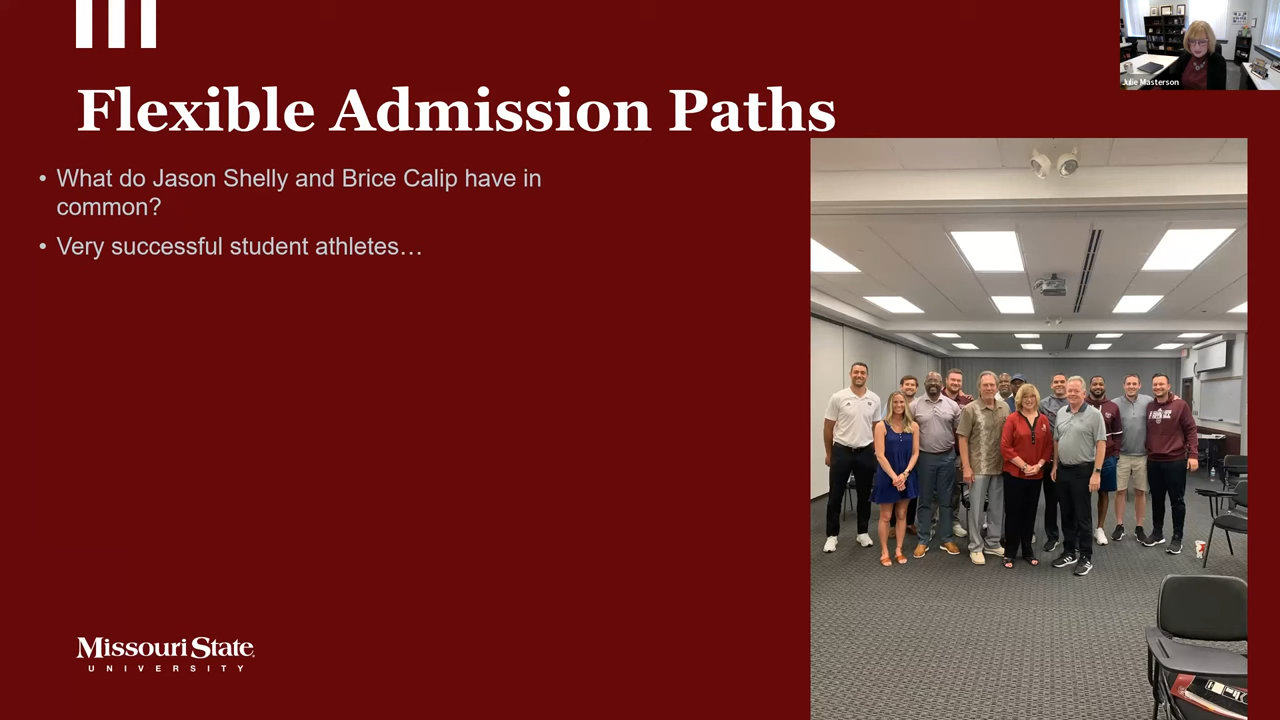 Julie Masterson
Flexible Admission Paths
• What do Jason Shelly and Brice Calip have in
common?
• Very successful student athletes…
Missouri State
UNIVERSITY